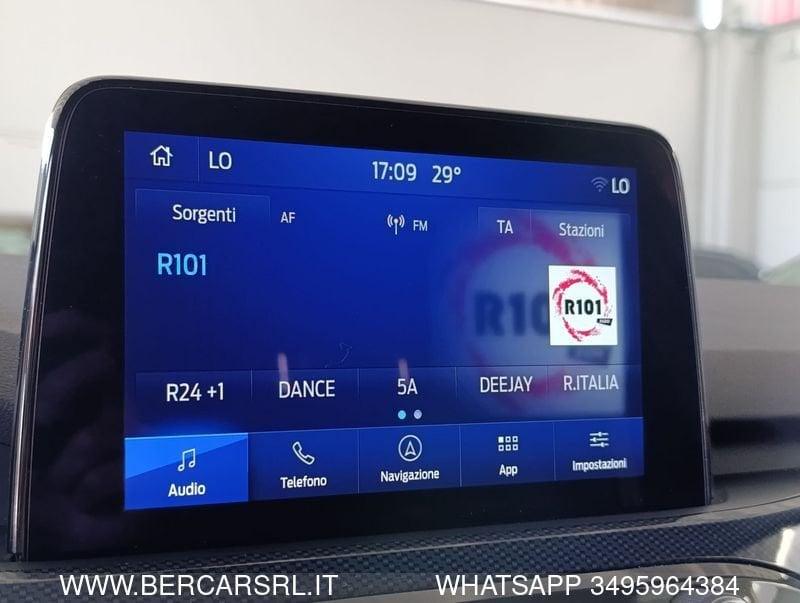 LO 17:09 29° LO
Sorgenti AF FM TA Stazioni
R101
R101
R101
R24 +1 DANCE 5A DEEJAY R.ITALIA
Audio Telefono Navigazione App Impostazioni
WWW.BERCARSRL.IT WHATSAPP 3495964384